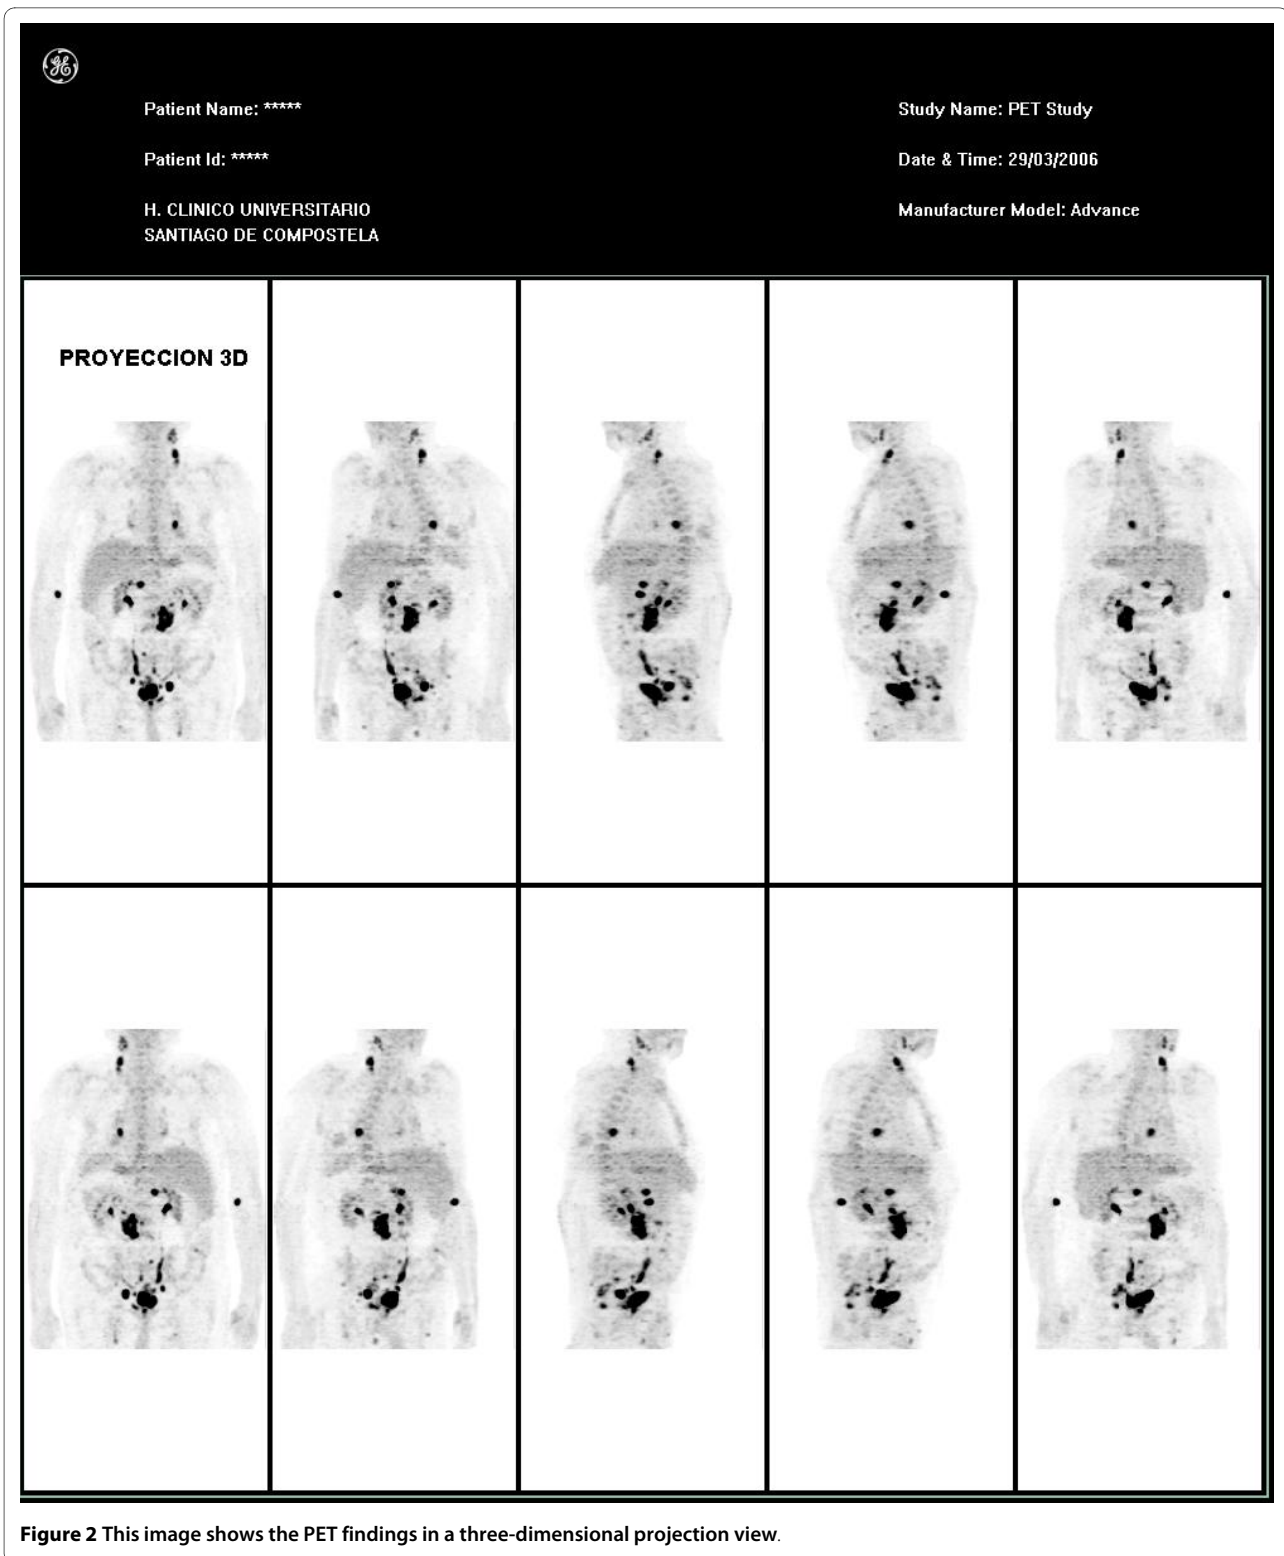 GE
Patient Name: *****
Study Name: PET Study
Patient Id: *****
Date & Time: 29/03/2006
H. CLINICO UNIVERSITARIO
SANTIAGO DE COMPOSTELA
Manufacturer Model: Advance
PROYECCION 3D
Figure 2 This image shows the PET findings in a three-dimensional projection view.